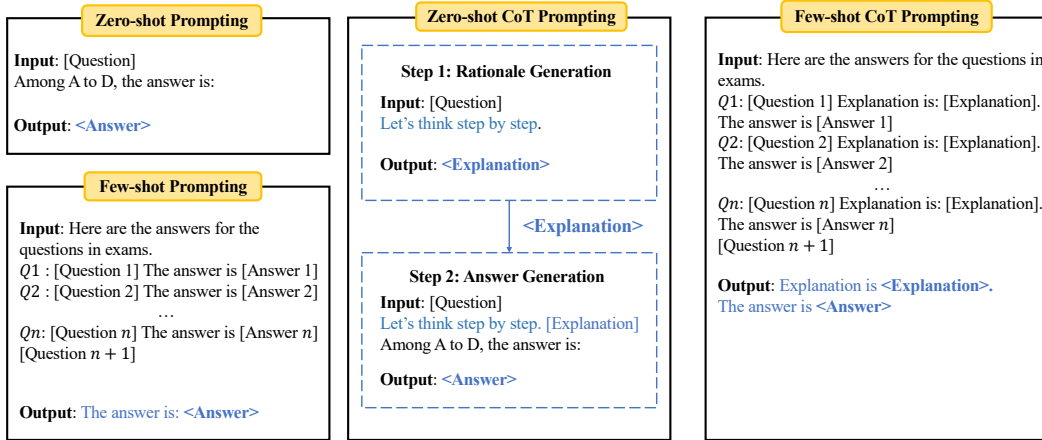 Zero-shot Prompting
Input: [Question]
Among A to D, the answer is:
Output: <Answer>
Few-shot Prompting
Input: Here are the answers for the
questions in exams.
Q1 : [Question 1] The answer is [Answer 1]
Q2 : [Question 2] The answer is [Answer 2]
…
Qn: [Question n] The answer is [Answer n]
[Question n + 1]
Output: The answer is: <Answer>
Zero-shot CoT Prompting
Step 1: Rationale Generation
Input: [Question]
Let's think step by step.
Output: <Explanation>
<Explanation>
Step 2: Answer Generation
Input: [Question]
Let's think step by step. [Explanation]
Among A to D, the answer is:
Output: <Answer>
Few-shot CoT Prompting
Input: Here are the answers for the questions in
exams.
Q1: [Question 1] Explanation is: [Explanation].
The answer is [Answer 1]
Q2: [Question 2] Explanation is: [Explanation].
The answer is [Answer 2]
…
Qn: [Question n] Explanation is: [Explanation].
The answer is [Answer n]
[Question n + 1]
Output: Explanation is <Explanation>.
The answer is <Answer>